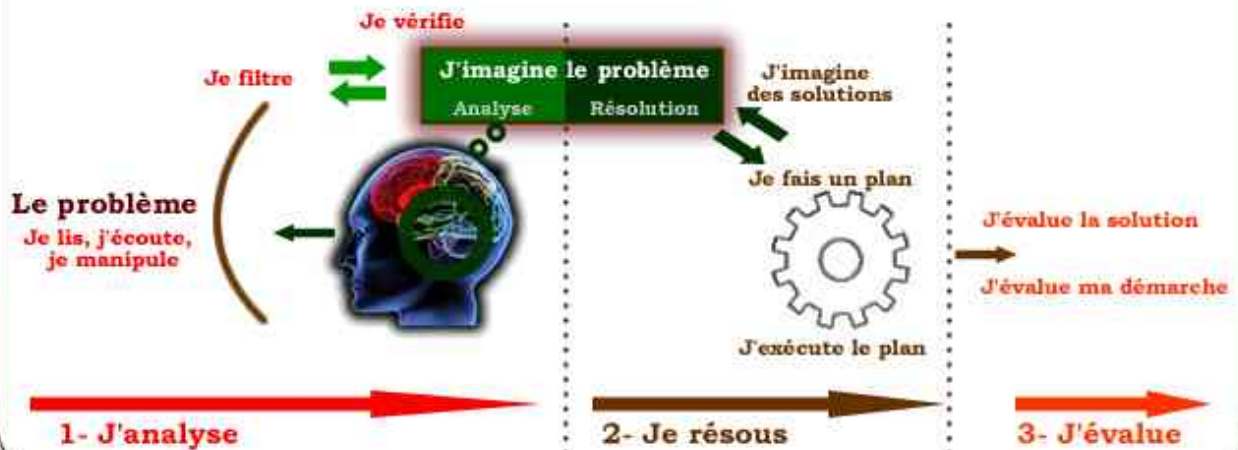 Je vérifie
Je filtre
J'imagine le problème
Analyse
Résolution
J'imagine
des solutions
Le problème
Je lis, j'écoute,
je manipule
Je fais un plan
J'exécute le plan
J'évalue la solution
J'évalue ma démarche
1- J'analyse
2- Je résous
3- J'évalue